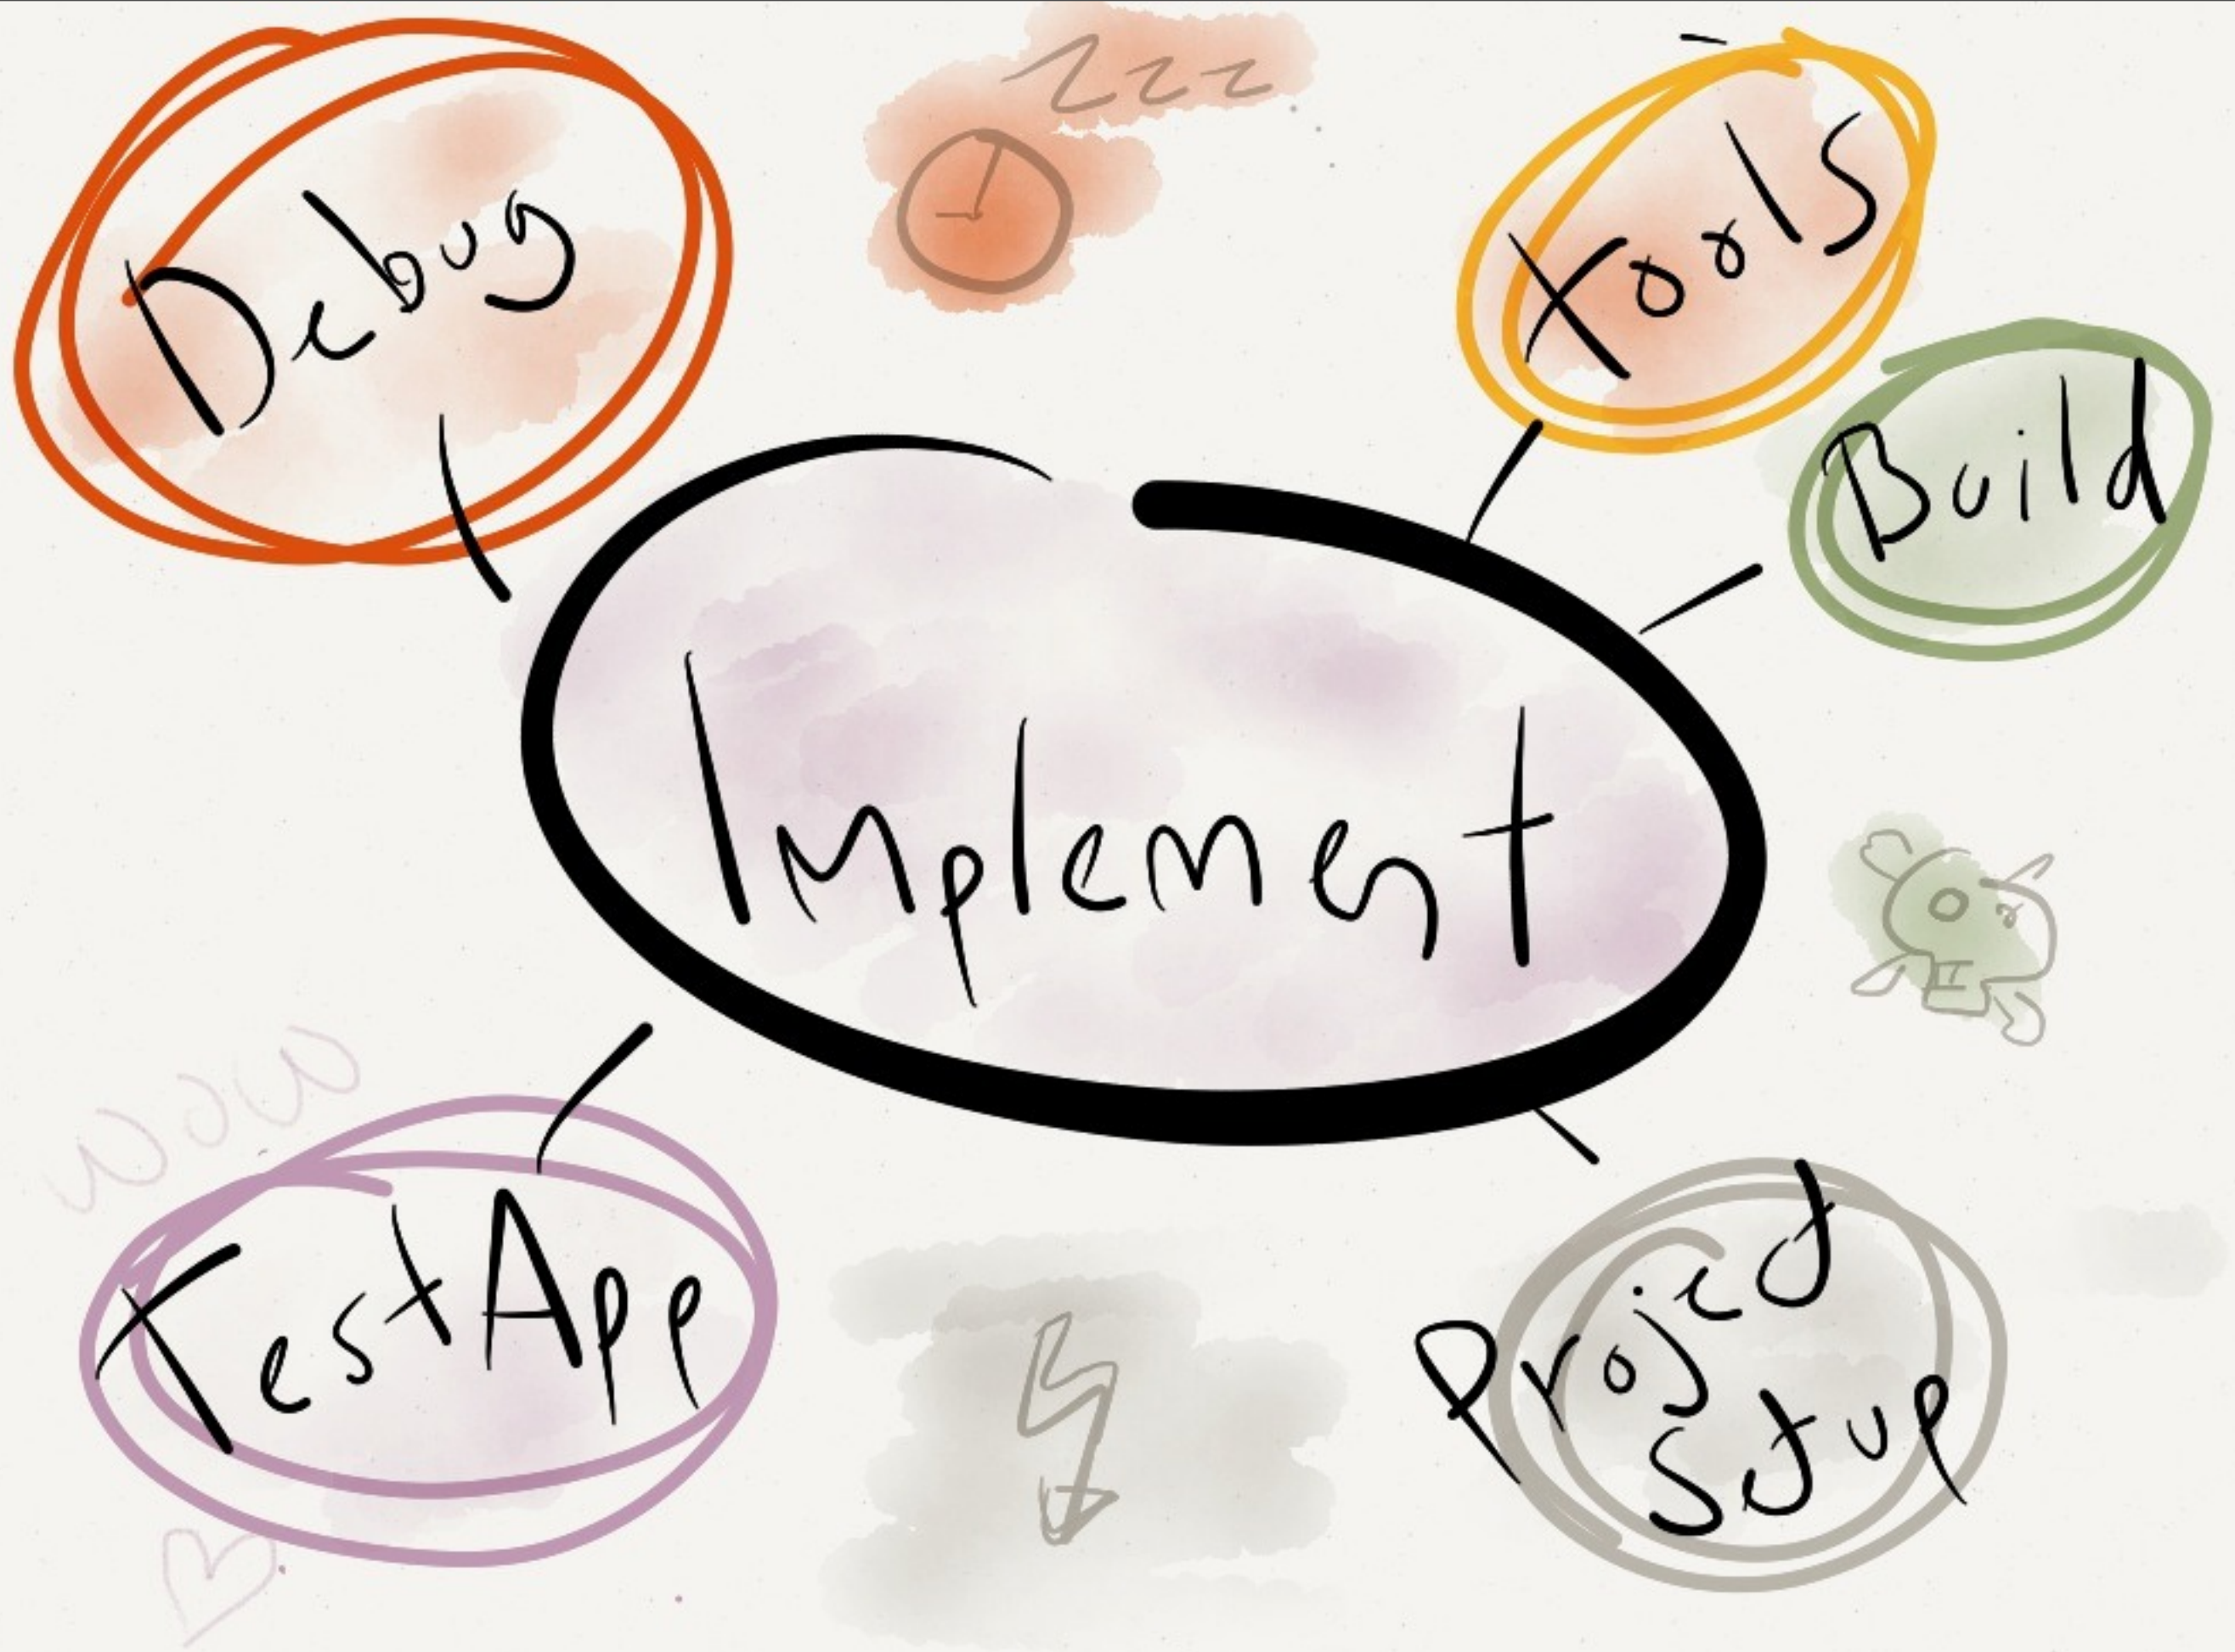 zzz
Debug
Tools
Build
Implement
wow
TestApp
Project
Setup